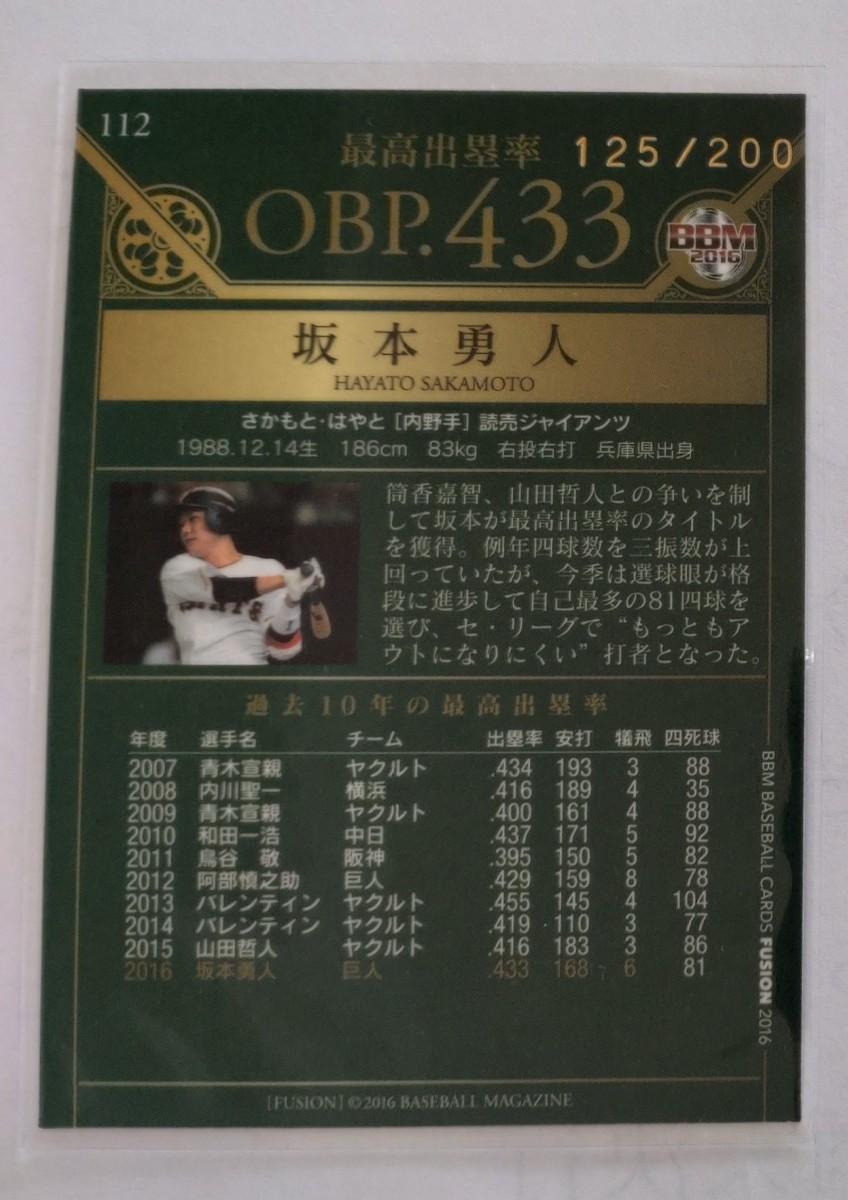 112
最高出塁率 125/200
OBP.433
BBM
2016
坂本勇人
HAYATO SAKAMOTO
さかもと・はやと［内野手］読売ジャイアンツ
1988.12.14生 186cm 83kg 右投右打 兵庫県出身
筒香嘉智、山田哲人との争いを制
して坂本が最高出塁率のタイトル
を獲得。例年四球数を三振数が上
回っていたが、今季は選球眼が格
段に進歩して自己最多の81四球を
選び、セ・リーグで“もっともア
ウトになりにくい”打者となった。
過去10年の最高出塁率
年度 選手名 チーム 出塁率 安打 犠飛 四死球
2007 青木宣親 ヤクルト .434 193 3 88
2008 内川聖一 横浜 .416 189 4 35
2009 青木宣親 ヤクルト .400 161 4 88
2010 和田一浩 中日 .437 171 5 92
2011 鳥谷 敬 阪神 .395 150 5 82
2012 阿部慎之助 巨人 .429 159 8 78
2013 バレンティン ヤクルト .455 145 4 104
2014 バレンティン ヤクルト .419 110 3 77
2015 山田哲人 ヤクルト .416 183 3 86
2016 坂本勇人 巨人 .433 168 6 81
BBM BASEBALL CARDS FUSION 2016
[FUSION] ©2016 BASEBALL MAGAZINE